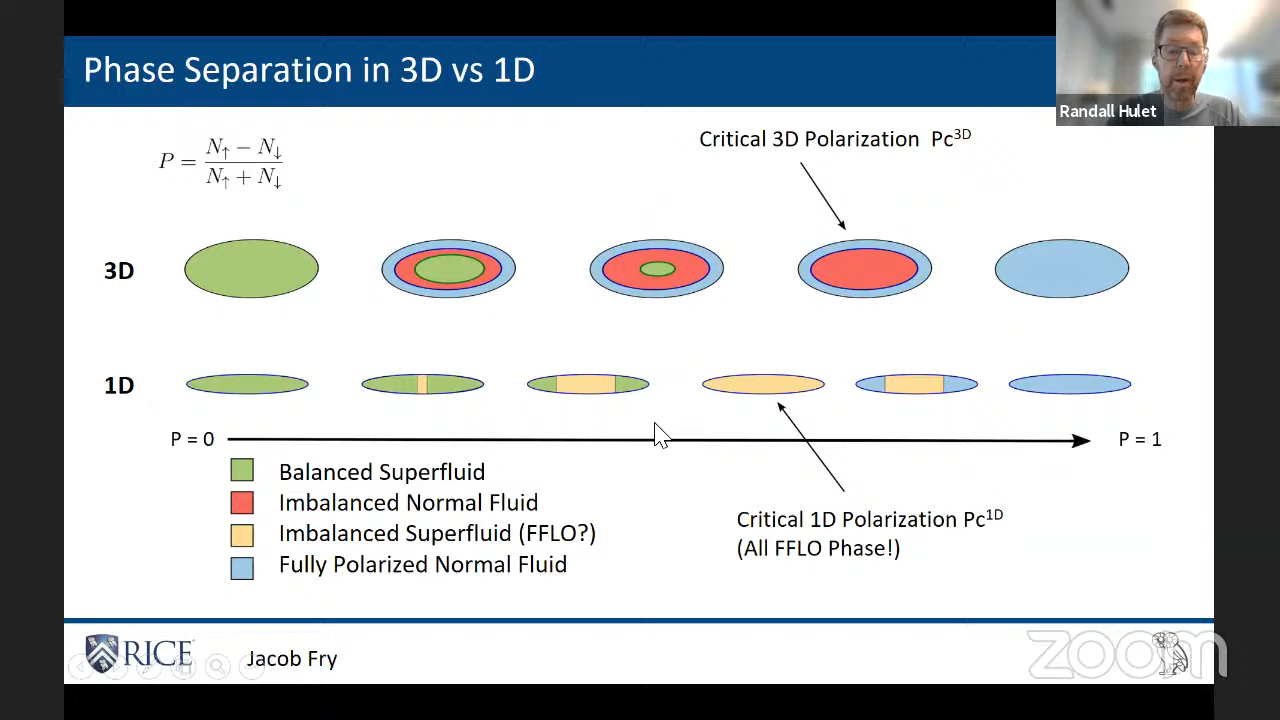 Phase Separation in 3D vs 1D
Randall Hulet
P = N↑ − N↓ / N↑ + N↓
Critical 3D Polarization Pc3D
3D
1D
P = 0
P = 1
Balanced Superfluid
Imbalanced Normal Fluid
Imbalanced Superfluid (FFLO?)
Fully Polarized Normal Fluid
Critical 1D Polarization Pc1D
(All FFLO Phase!)
RICE
Jacob Fry
zoom